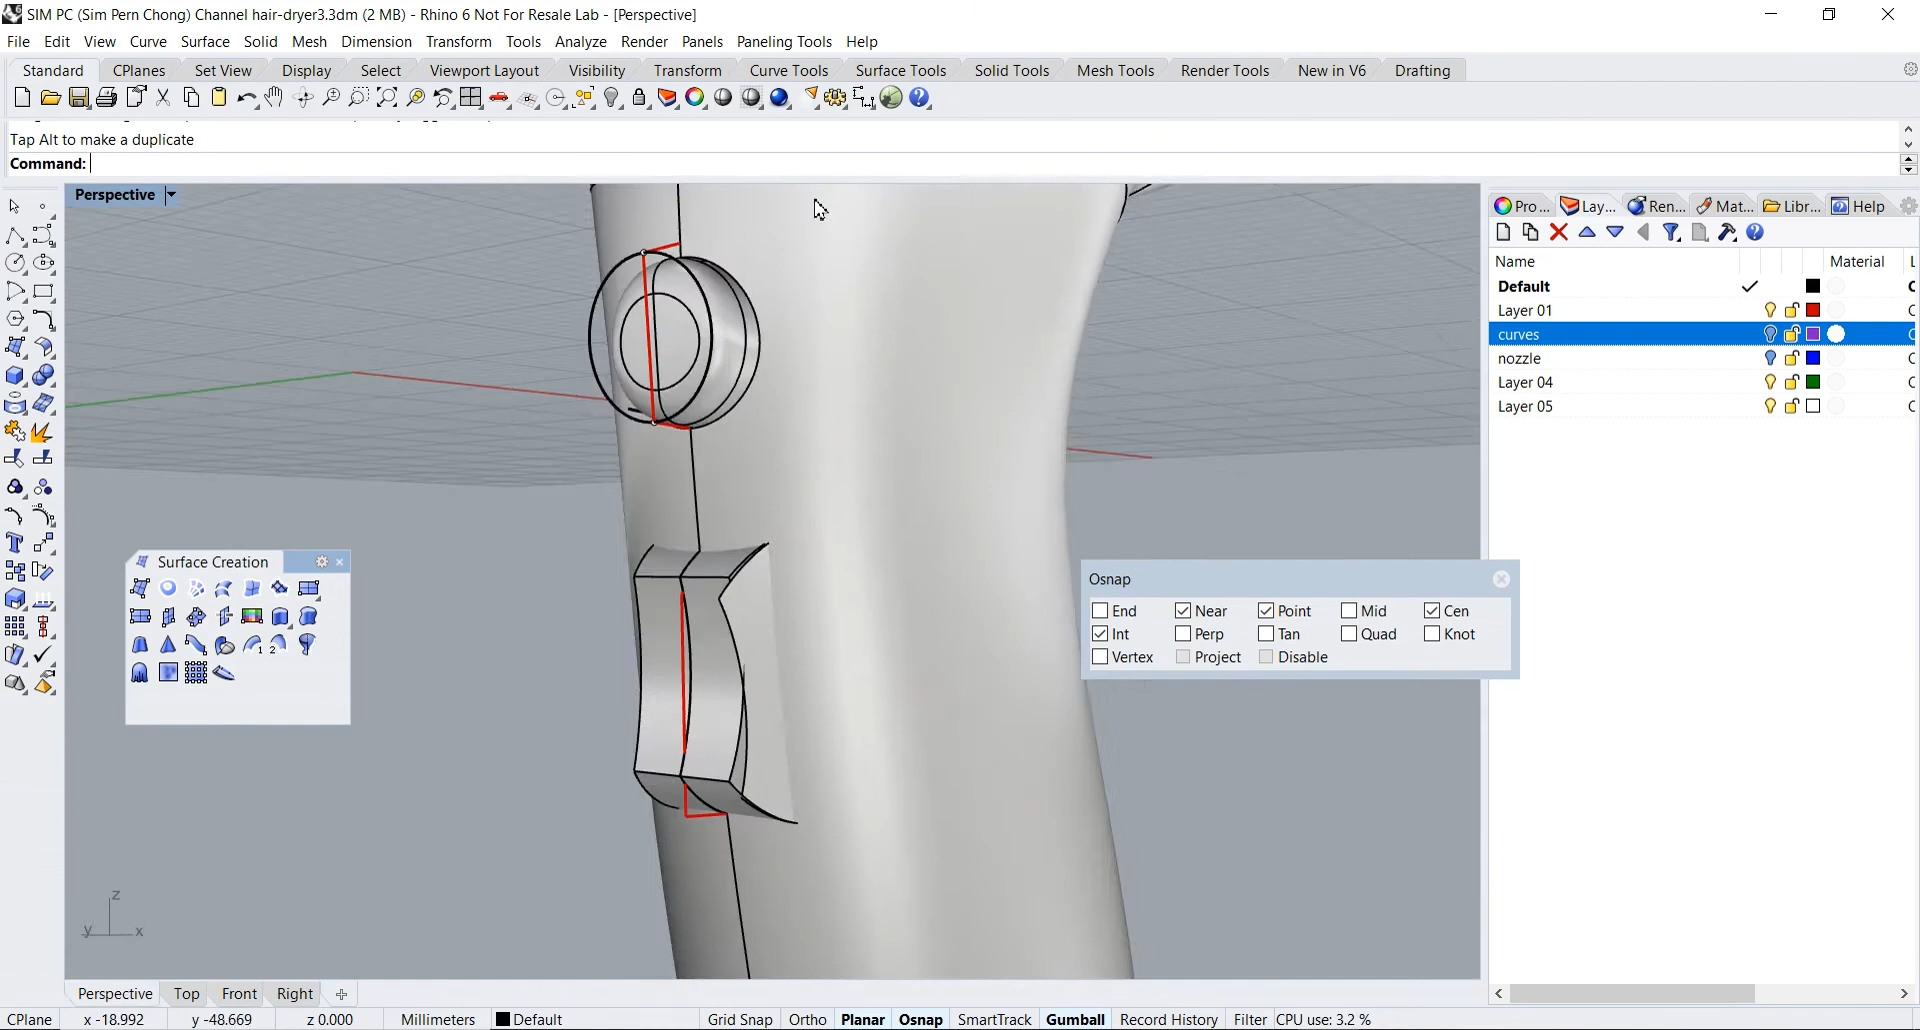 SIM PC (Sim Pern Chong) Channel hair-dryer3.3dm (2 MB) - Rhino 6 Not For Resale Lab - [Perspective]
File Edit View Curve Surface Solid Mesh Dimension Transform Tools Analyze Render Panels Paneling Tools Help
Standard CPlanes Set View Display Select Viewport Layout Visibility Transform Curve Tools Surface Tools Solid Tools Mesh Tools Render Tools New in V6 Drafting
Tap Alt to make a duplicate
Command:
Perspective
Pro... Lay... Ren... Mat... Libr... Help
Name Material L
Default
Layer 01
curves
nozzle
Layer 04
Layer 05
Surface Creation
Osnap
End Near Point Mid Cen
Int Perp Tan Quad Knot
Vertex Project Disable
z
y x
Perspective Top Front Right
CPlane x -18.992 y -48.669 z 0.000 Millimeters Default Grid Snap Ortho Planar Osnap SmartTrack Gumball Record History Filter CPU use: 3.2 %